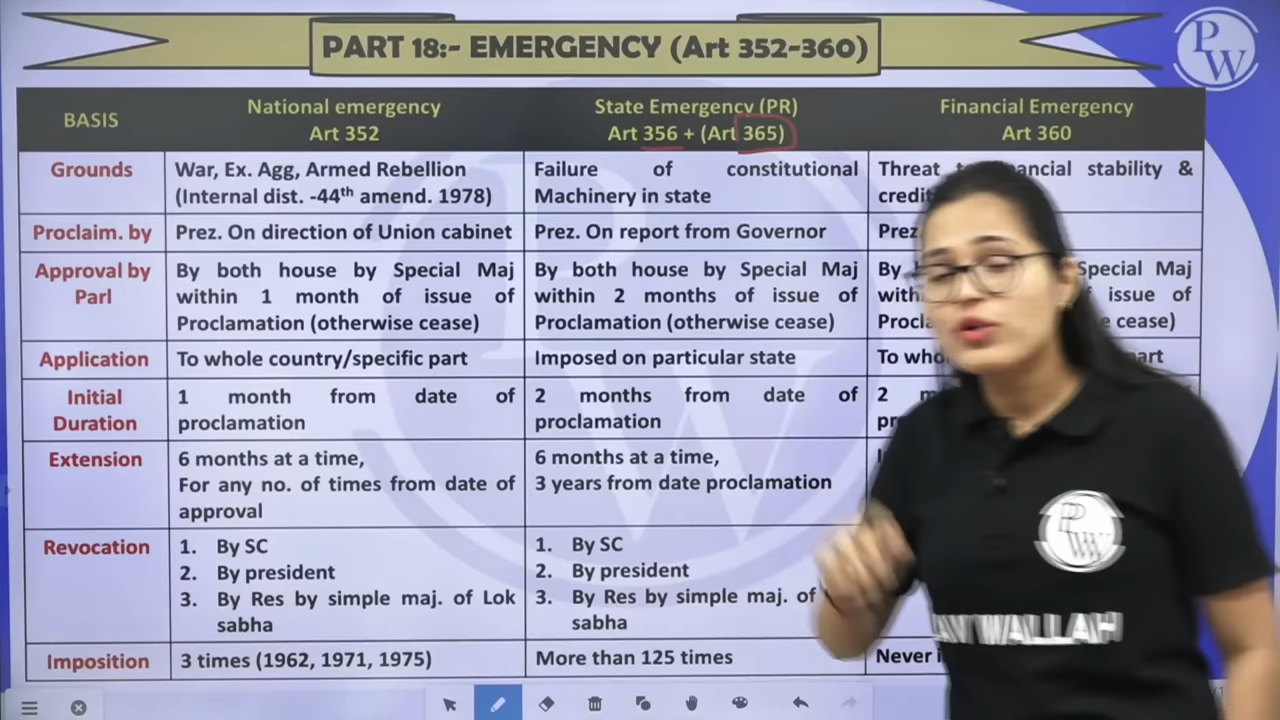 PART 18:- EMERGENCY (Art 352-360)
PW
BASIS
National emergency
Art 352
State Emergency (PR)
Art 356 + (Art 365)
Financial Emergency
Art 360
Grounds
War, Ex. Agg, Armed Rebellion
(Internal dist. -44th amend. 1978)
Failure of constitutional
Machinery in state
Threat stability &
Proclaim. by
Prez. On direction of Union cabinet
Prez. On report from Governor
Prez
Approval by
Parl
By both house by Special Maj
within 1 month of issue of
Proclamation (otherwise cease)
By both house by Special Maj
within 2 months of issue of
Proclamation (otherwise cease)
By Special Maj
issue of
cease)
Application
To whole country/specific part
Imposed on particular state
To
Initial
Duration
1 month from date of
proclamation
2 months from date of
proclamation
2
Extension
6 months at a time,
For any no. of times from date of
approval
6 months at a time,
3 years from date proclamation
Revocation
1. By SC
2. By president
3. By Res by simple maj. of Lok
sabha
1. By SC
2. By president
3. By Res by simple maj. of
sabha
Imposition
3 times (1962, 1971, 1975)
More than 125 times
Never
PW
WALLAH